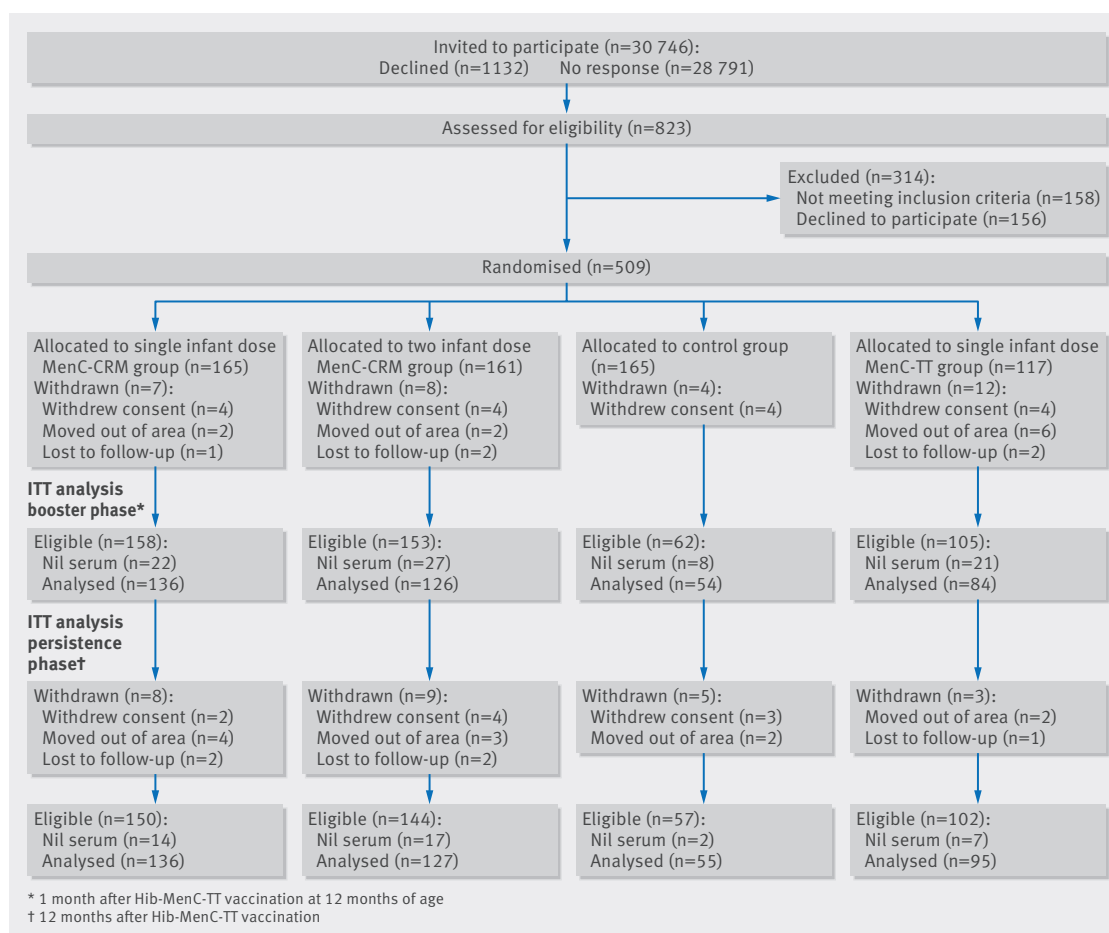 Invited to participate (n=30 746):
Declined (n=1132) No response (n=28 791)
Assessed for eligibility (n=823)
Excluded (n=314):
Not meeting inclusion criteria (n=158)
Declined to participate (n=156)
Randomised (n=509)
Allocated to single infant dose
MenC-CRM group (n=165)
Withdrawn (n=7):
Withdrew consent (n=4)
Moved out of area (n=2)
Lost to follow-up (n=1)
Allocated to two infant dose
MenC-CRM group (n=161)
Withdrawn (n=8):
Withdrew consent (n=4)
Moved out of area (n=2)
Lost to follow-up (n=2)
Allocated to control group
(n=165)
Withdrawn (n=4):
Withdrew consent (n=4)
Allocated to single infant dose
MenC-TT group (n=117)
Withdrawn (n=12):
Withdrew consent (n=4)
Moved out of area (n=6)
Lost to follow-up (n=2)
ITT analysis
booster phase*
Eligible (n=158):
Nil serum (n=22)
Analysed (n=136)
Eligible (n=153):
Nil serum (n=27)
Analysed (n=126)
Eligible (n=62):
Nil serum (n=8)
Analysed (n=54)
Eligible (n=105):
Nil serum (n=21)
Analysed (n=84)
ITT analysis
persistence
phase†
Withdrawn (n=8):
Withdrew consent (n=2)
Moved out of area (n=4)
Lost to follow-up (n=2)
Withdrawn (n=9):
Withdrew consent (n=4)
Moved out of area (n=3)
Lost to follow-up (n=2)
Withdrawn (n=5):
Withdrew consent (n=3)
Moved out of area (n=2)
Withdrawn (n=3):
Moved out of area (n=2)
Lost to follow-up (n=1)
Eligible (n=150):
Nil serum (n=14)
Analysed (n=136)
Eligible (n=144):
Nil serum (n=17)
Analysed (n=127)
Eligible (n=57):
Nil serum (n=2)
Analysed (n=55)
Eligible (n=102):
Nil serum (n=7)
Analysed (n=95)
* 1 month after Hib-MenC-TT vaccination at 12 months of age
† 12 months after Hib-MenC-TT vaccination